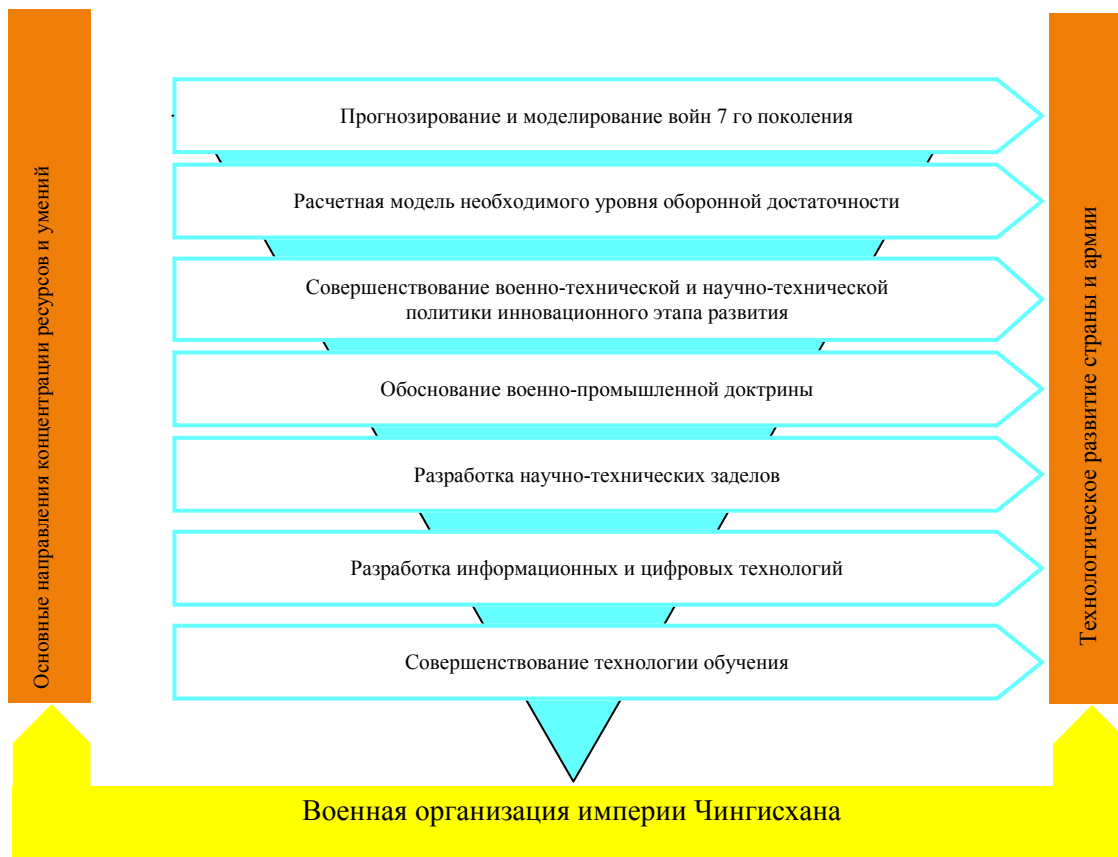 Основные направления концентрации ресурсов и умений
Прогнозирование и моделирование войн 7 го поколения
Расчетная модель необходимого уровня оборонной достаточности
Совершенствование военно-технической и научно-технической
политики инновационного этапа развития
Обоснование военно-промышленной доктрины
Разработка научно-технических заделов
Разработка информационных и цифровых технологий
Совершенствование технологии обучения
Технологическое развитие страны и армии
Военная организация империи Чингисхана